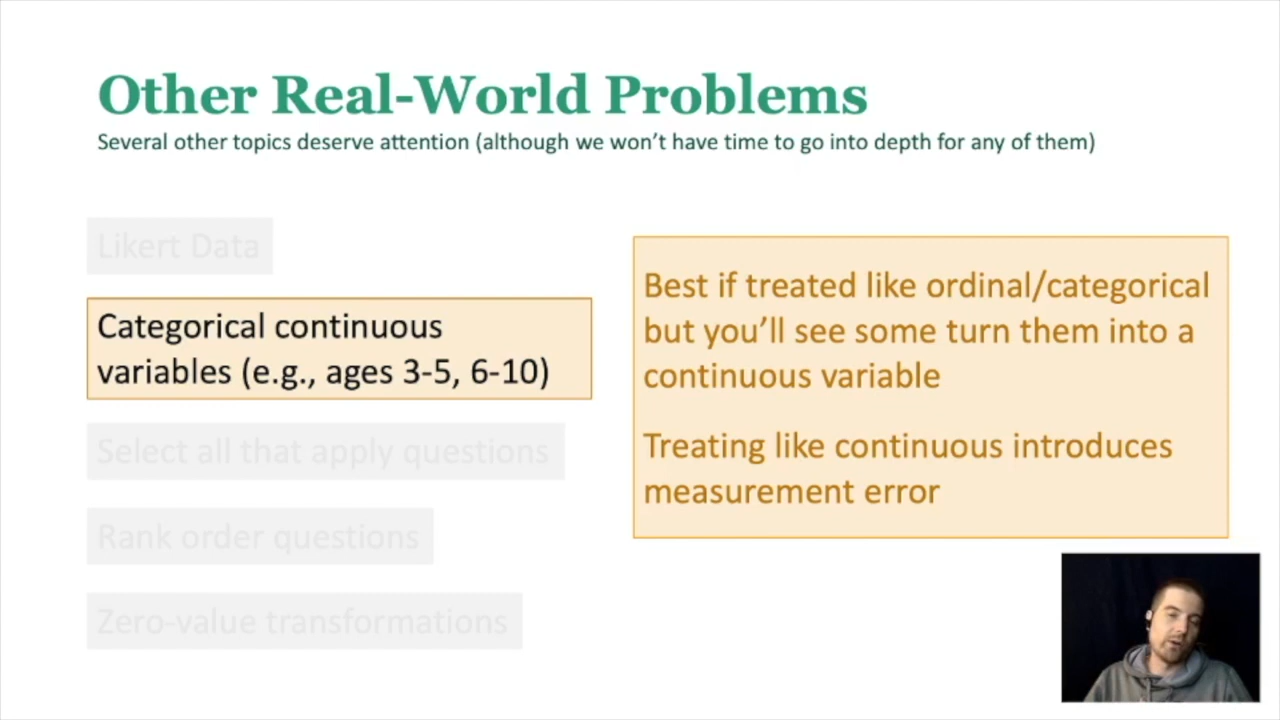 Other Real-World Problems
Several other topics deserve attention (although we won't have time to go into depth for any of them)
Likert Data
Categorical continuous
variables (e.g., ages 3-5, 6-10)
Select all that apply questions
Rank order questions
Zero-value transformations
Best if treated like ordinal/categorical
but you'll see some turn them into a
continuous variable
Treating like continuous introduces
measurement error